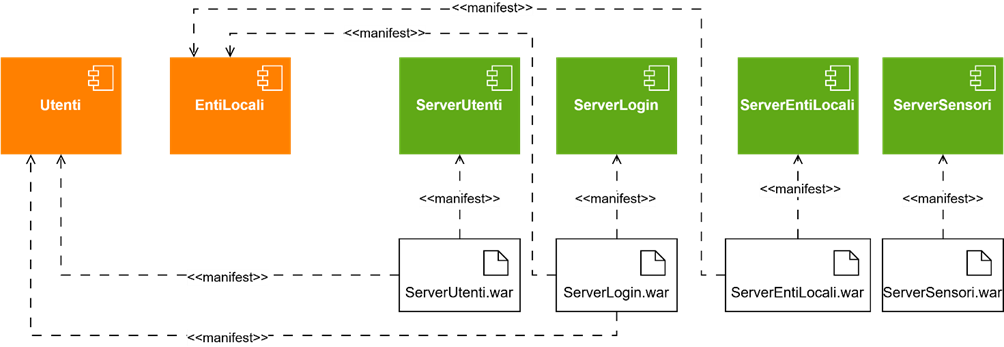 <<manifest>>
<<manifest>>
Utenti
EntiLocali
ServerUtenti
ServerLogin
ServerEntiLocali
ServerSensori
<<manifest>>
<<manifest>>
<<manifest>>
<<manifest>>
<<manifest>>
ServerUtenti.war
ServerLogin.war
ServerEntiLocali.war
ServerSensori.war
<<manifest>>